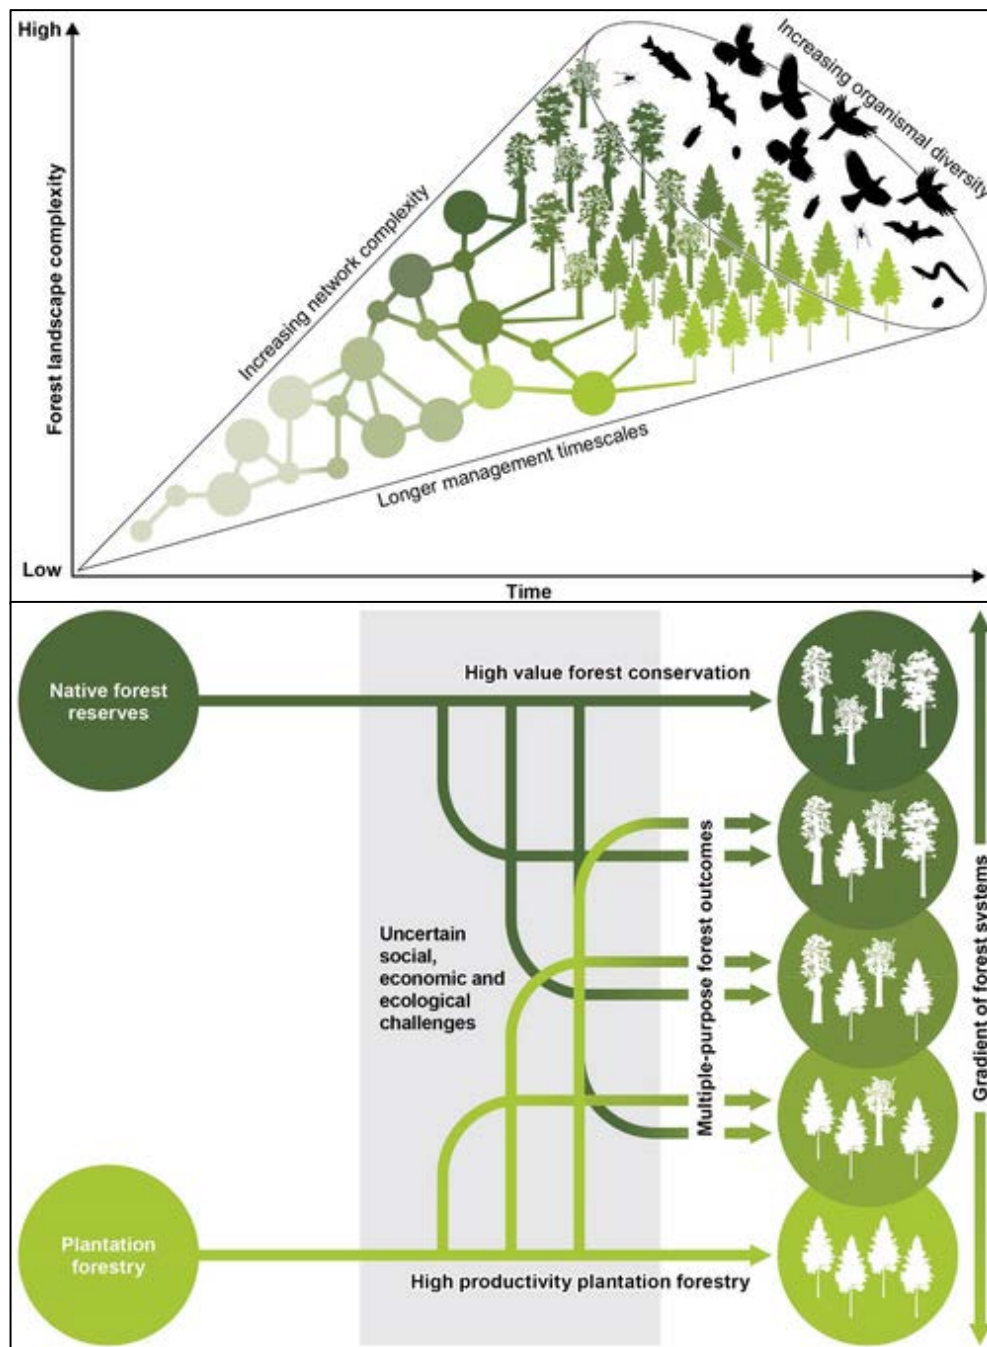 High
Forest landscape complexity
Low
Time
Increasing network complexity
Longer management timescales
Increasing organismal diversity
Native forest
reserves
High value forest conservation
Uncertain
social,
economic and
ecological
challenges
Multiple-purpose forest outcomes
Gradient of forest systems
Plantation
forestry
High productivity plantation forestry